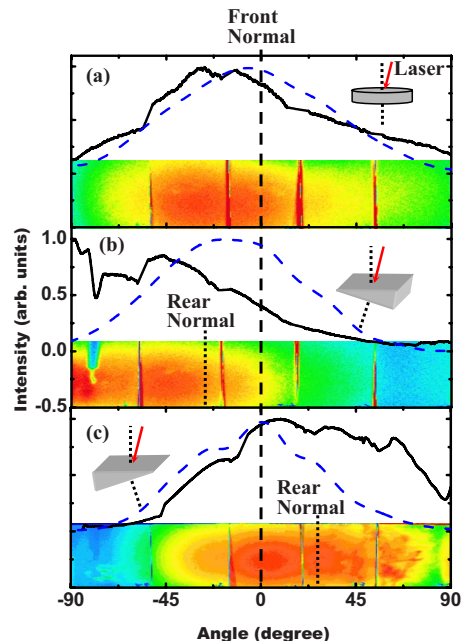 Front
Normal
(a)
Laser
(b)
1.0
0.5
0.0
-0.5
Rear
Normal
Intensity (arb. units)
(c)
Rear
Normal
-90 -45 0 45 90
Angle (degree)